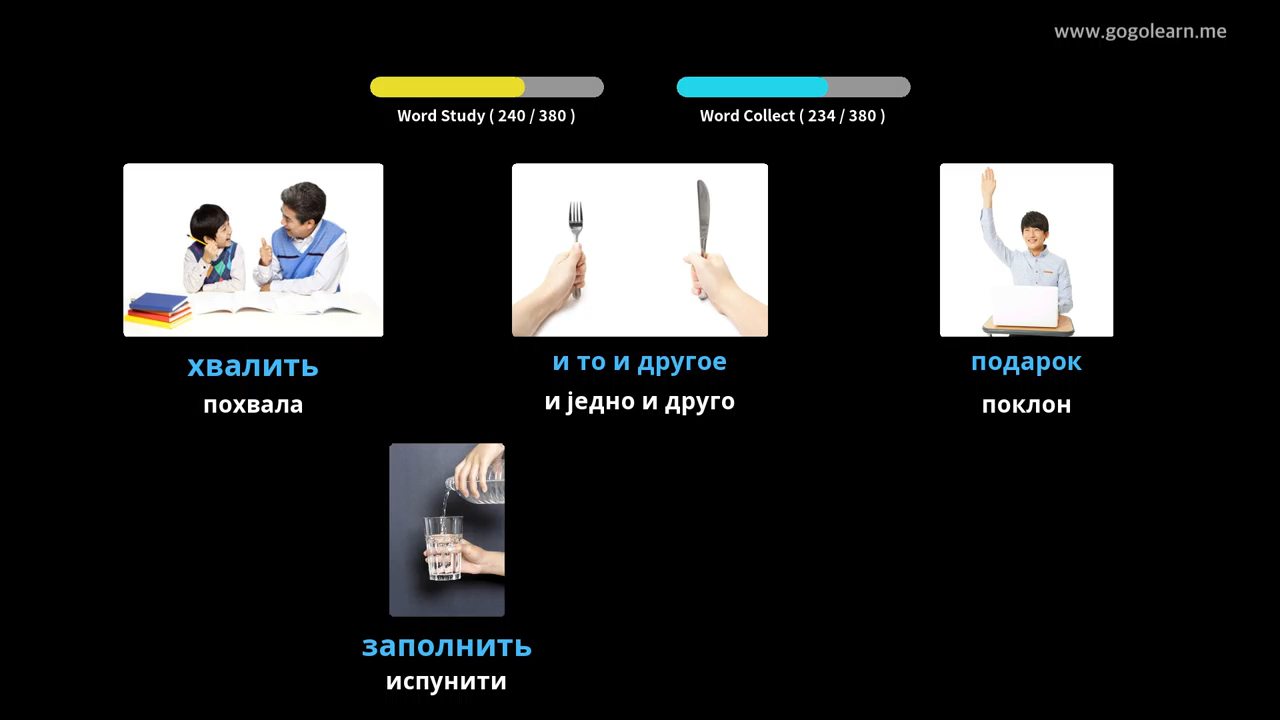 www.gogolearn.me
Word Study ( 240 / 380 )
Word Collect ( 234 / 380 )
хвалить
похвала
и то и другое
и једно и друго
подарок
поклон
заполнить
испунити